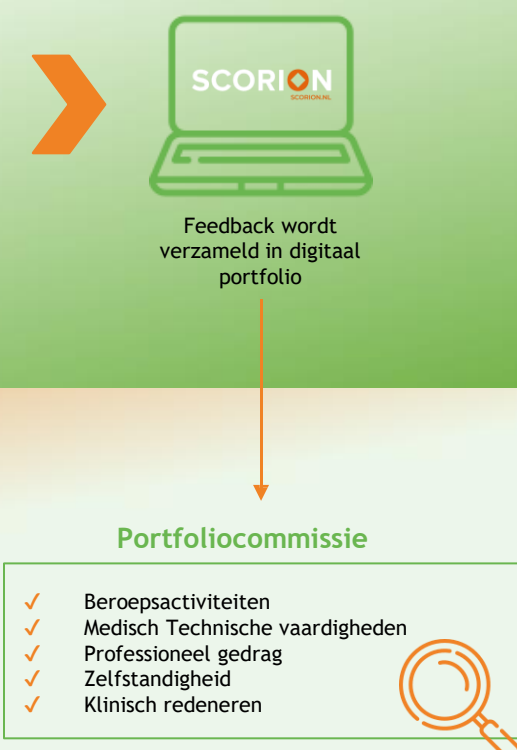 SCORION
SCORION.NL
Feedback wordt
verzameld in digitaal
portfolio
Portfoliocommissie
✓ Beroepsactiviteiten
✓ Medisch Technische vaardigheden
✓ Professioneel gedrag
✓ Zelfstandigheid
✓ Klinisch redeneren